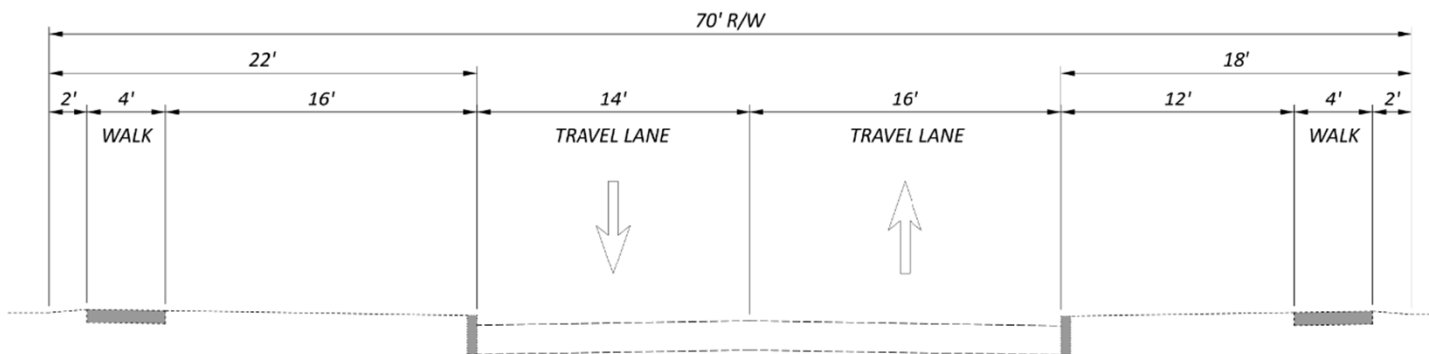 70' R/W
22' 18'
2' 4' 16' 14' 16' 12' 4' 2'
WALK TRAVEL LANE TRAVEL LANE WALK